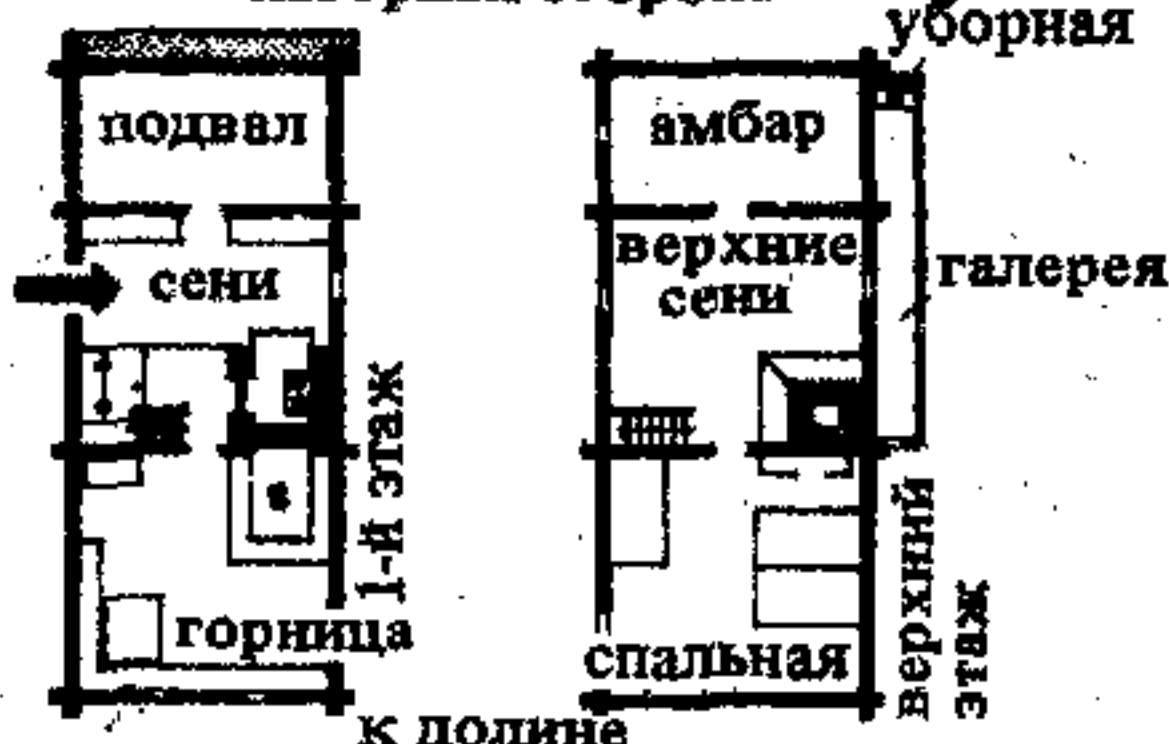 уборная
подвал
амбар
сени
верхние
сени
галерея
1-й этаж
горница
спальная
верхний
этаж
к долине